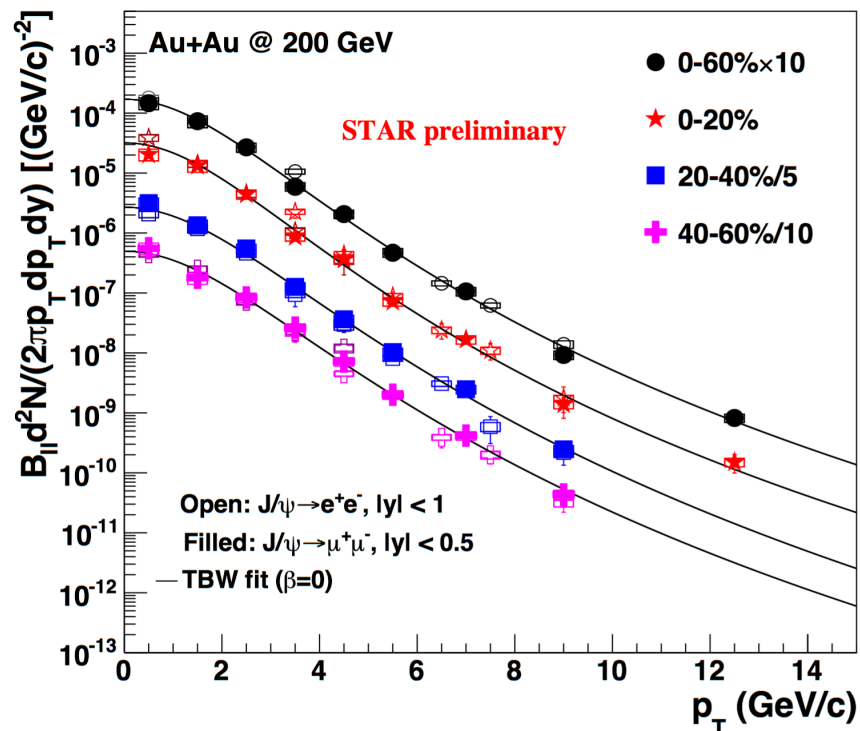 Au+Au @ 200 GeV
STAR preliminary
0-60%×10
0-20%
20-40%/5
40-60%/10
Open: J/ψ→e⁺e⁻, |y| < 1
Filled: J/ψ→μ⁺μ⁻, |y| < 0.5
— TBW fit (β=0)
B_ll d²N/(2πp_T dp_T dy) [(GeV/c)⁻²]
10⁻³
10⁻⁴
10⁻⁵
10⁻⁶
10⁻⁷
10⁻⁸
10⁻⁹
10⁻¹⁰
10⁻¹¹
10⁻¹²
10⁻¹³
0 2 4 6 8 10 12 14
p_T (GeV/c)